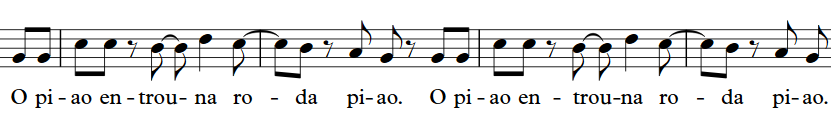 O pi - ao en - trou - na ro - da pi - ao. O pi - ao en - trou - na ro - da pi - ao.